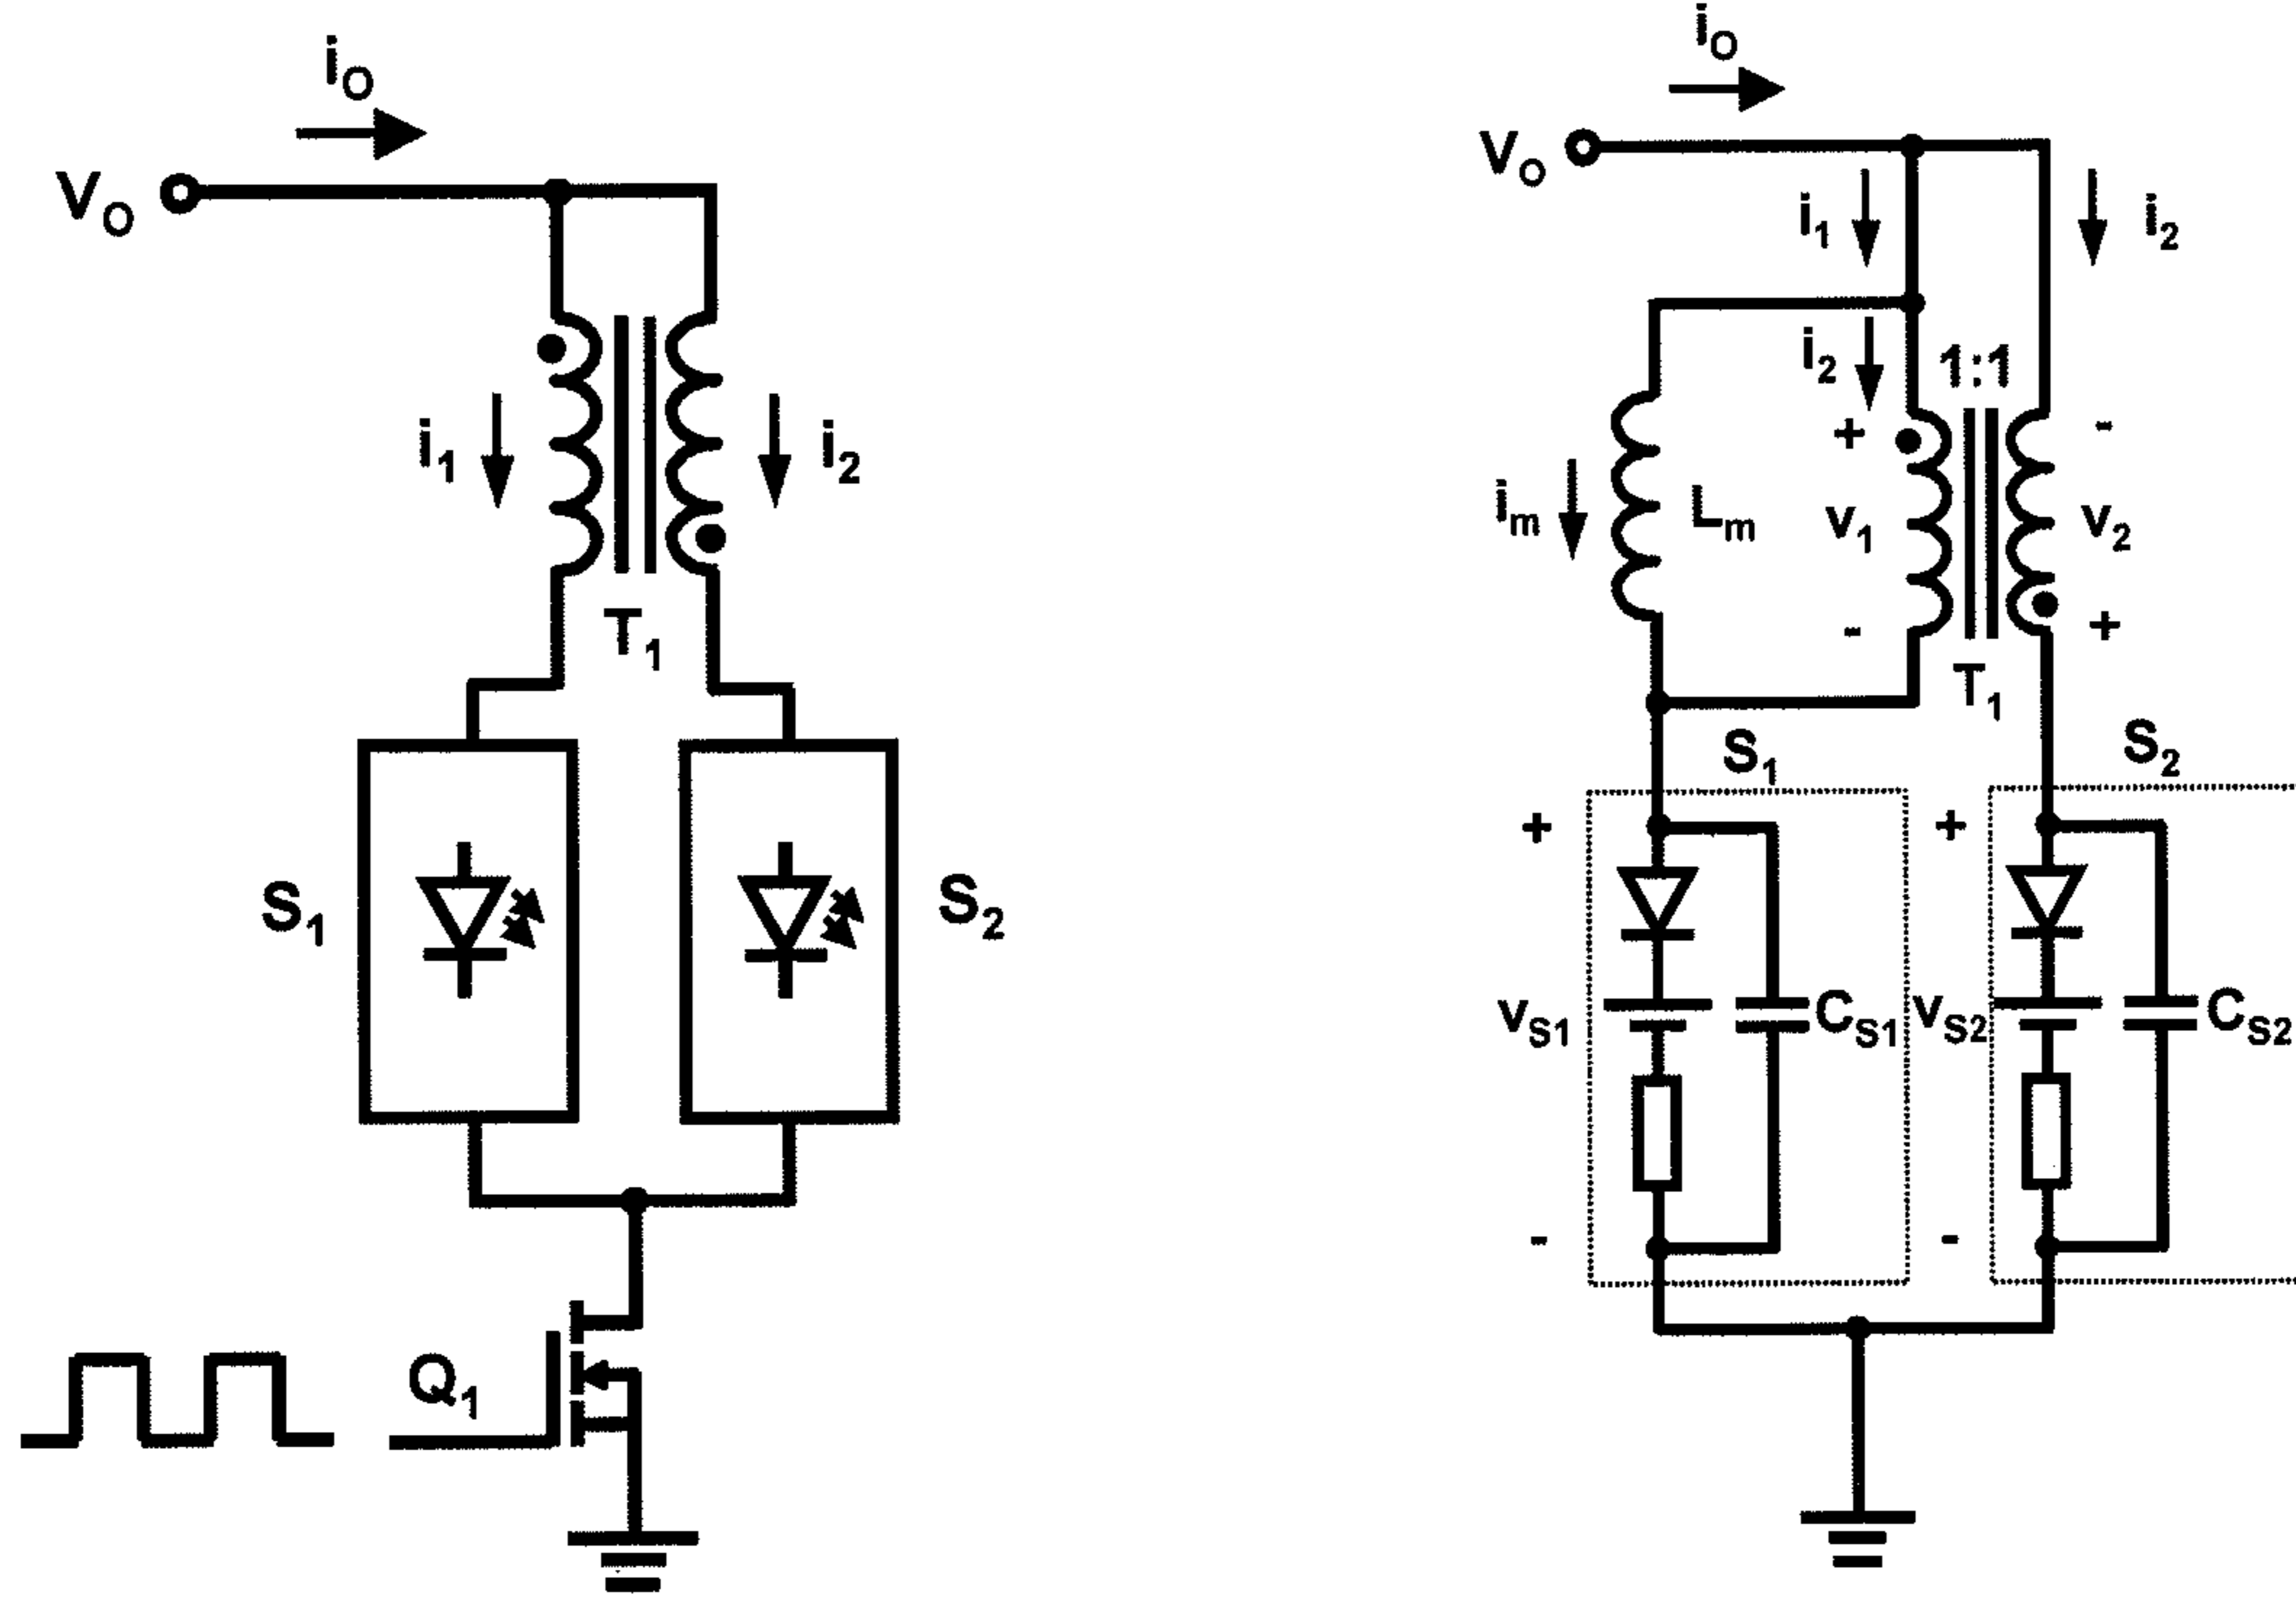 iO
VO
i1
i2
T1
S1
S2
Q1
iO
VO
i1
i2
i2
1:1
+
-
im
Lm
v1
v2
-
+
T1
S1
S2
+
+
vS1
CS1
vS2
CS2
-
-